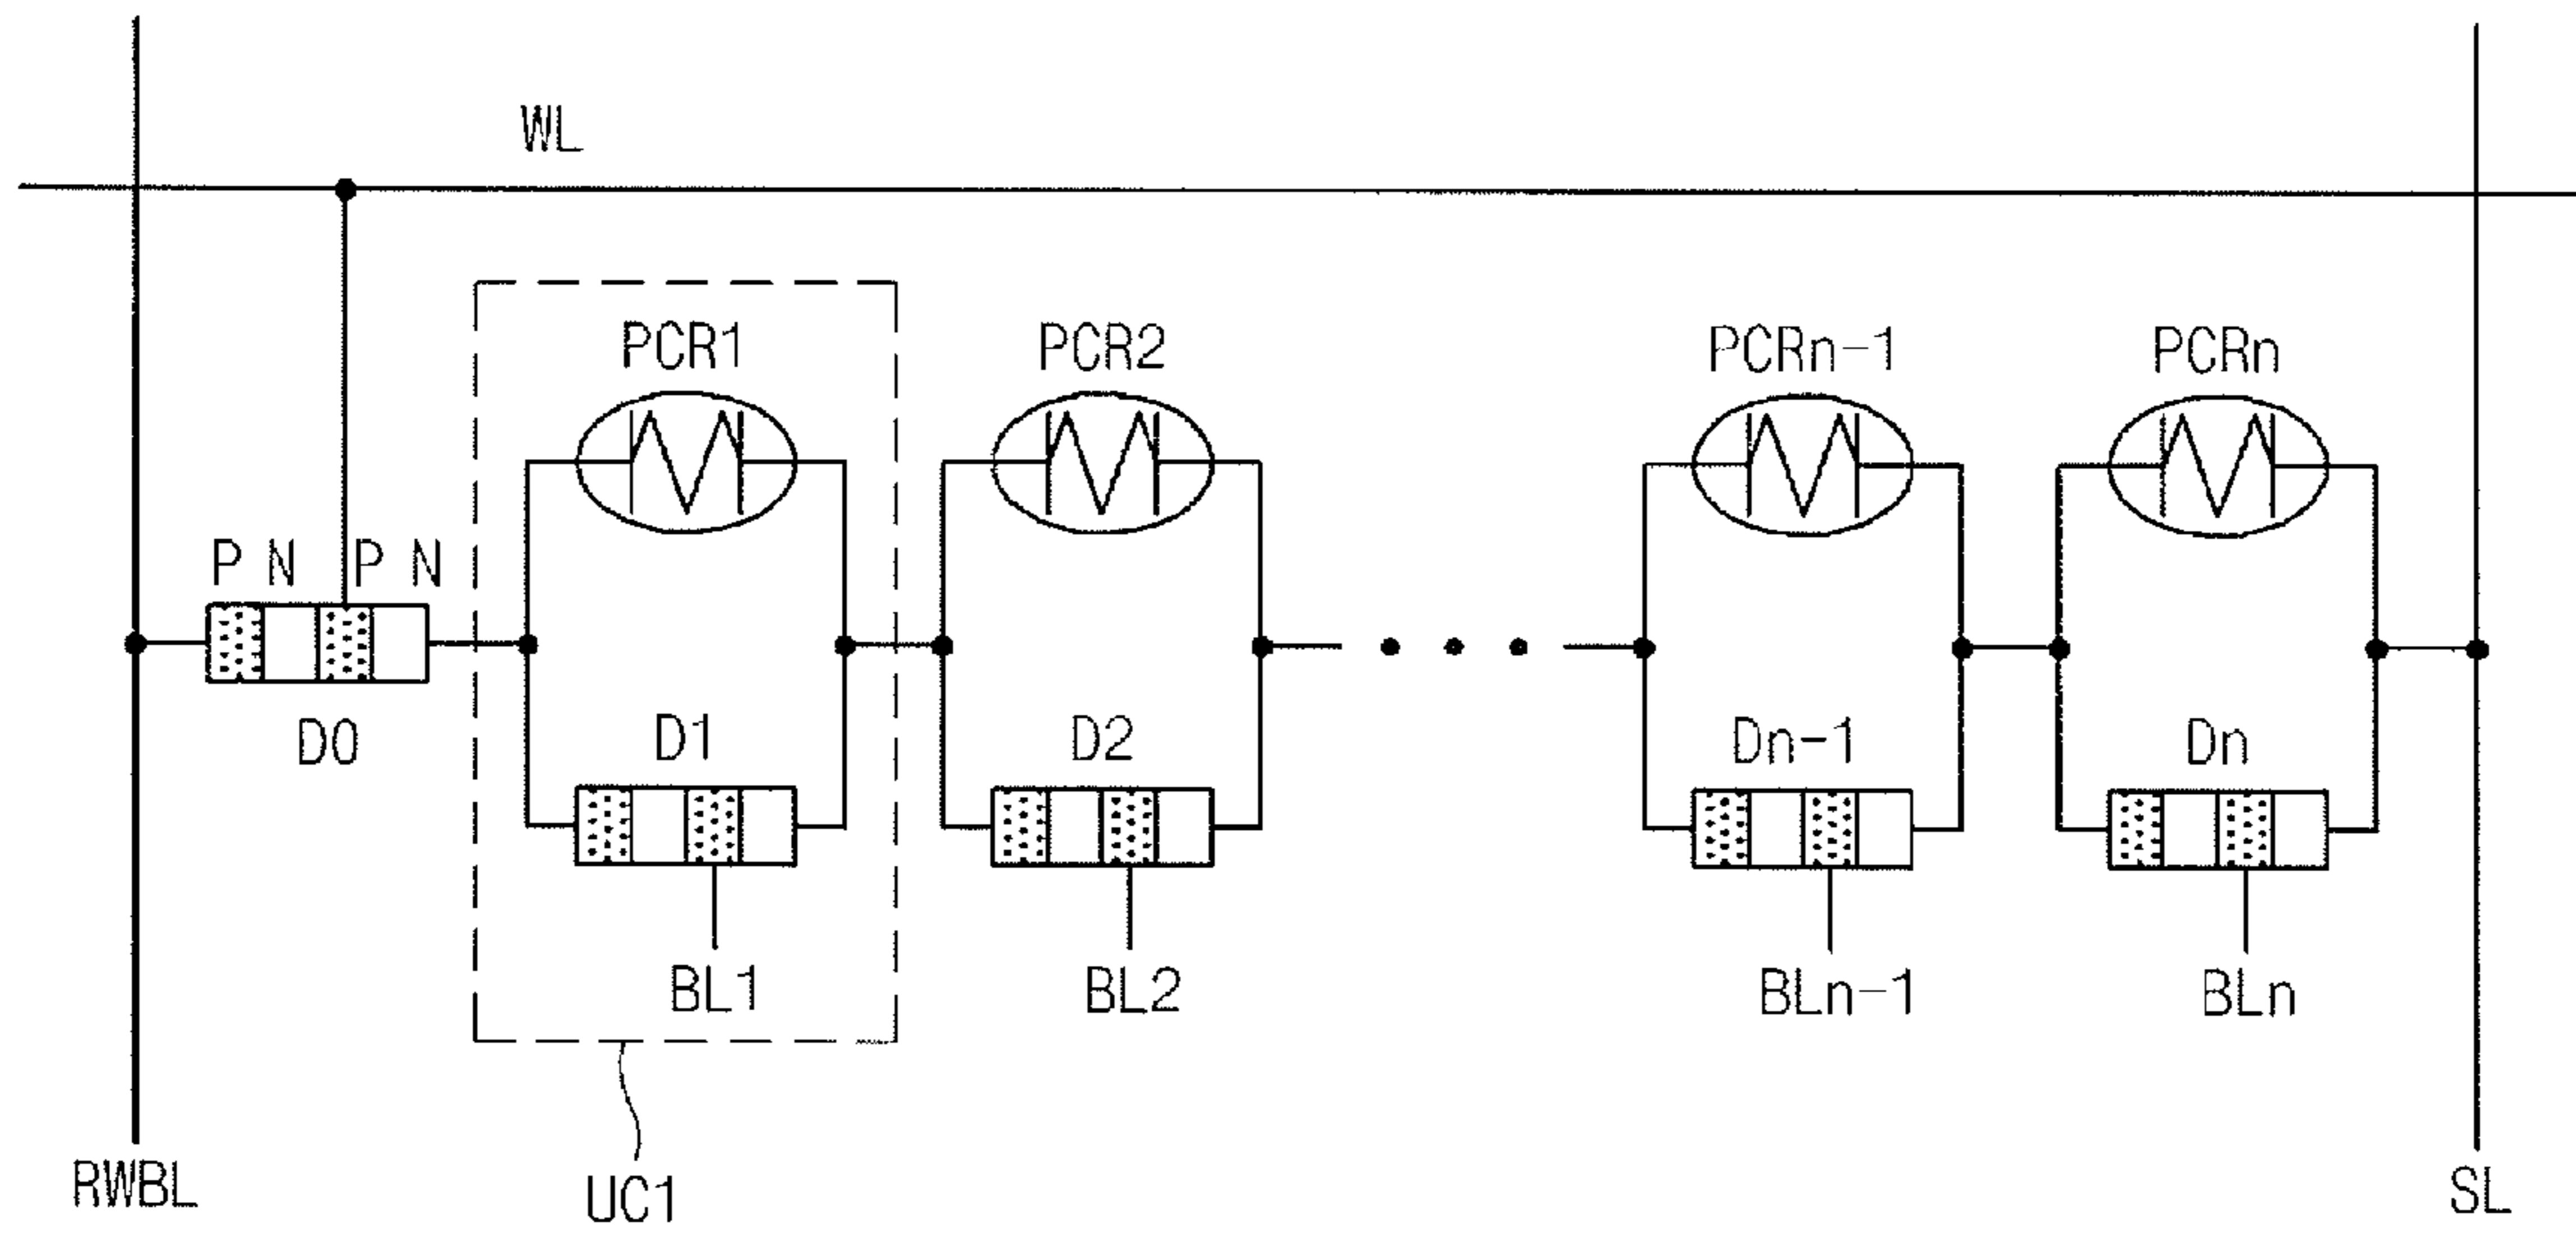 WL
PCR1 PCR2 PCRn-1 PCRn
P N P N
D0 D1 D2 Dn-1 Dn
BL1 BL2 BLn-1 BLn
RWBL UC1 SL